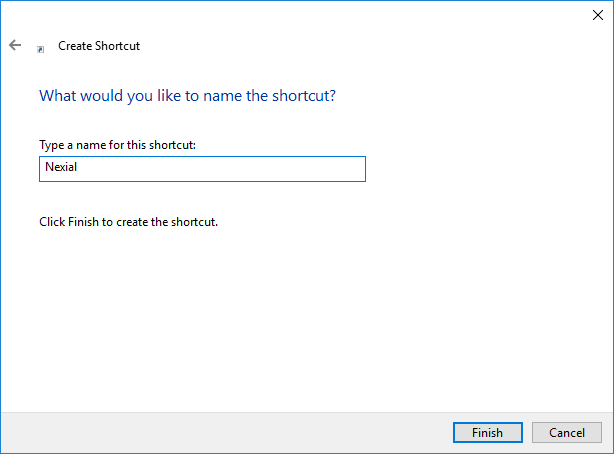 Create Shortcut
What would you like to name the shortcut?
Type a name for this shortcut:
Nexial
Click Finish to create the shortcut.
Finish
Cancel